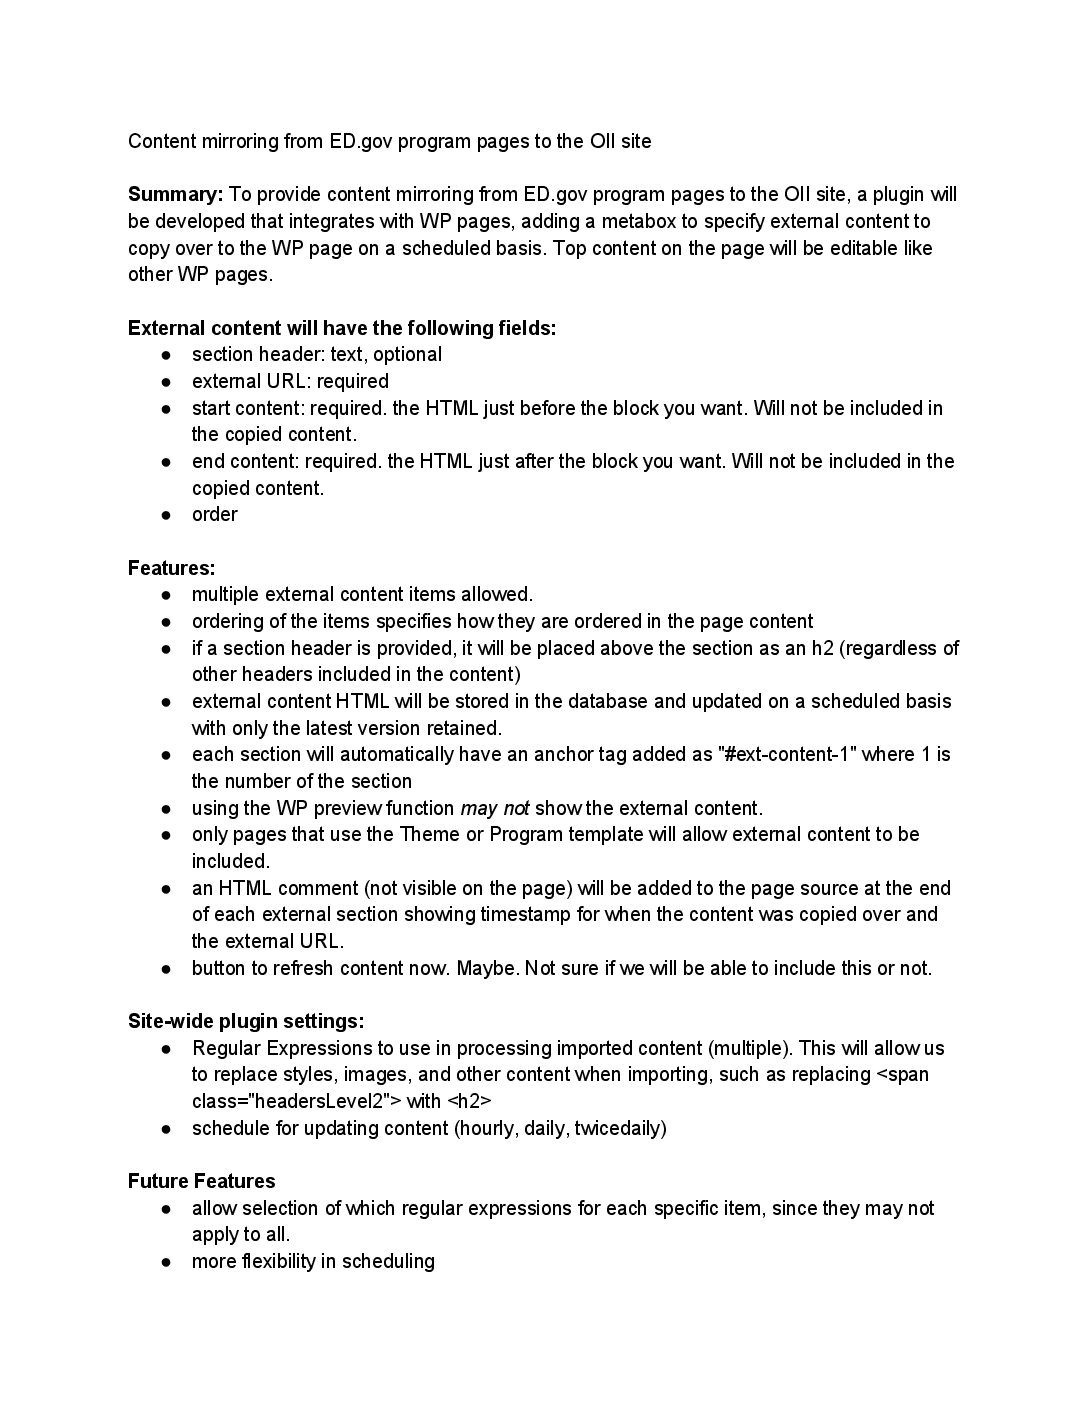 Content mirroring from ED.gov program pages to the OII site
Summary: To provide content mirroring from ED.gov program pages to the OII site, a plugin will
be developed that integrates with WP pages, adding a metabox to specify external content to
copy over to the WP page on a scheduled basis. Top content on the page will be editable like
other WP pages.
External content will have the following fields:
● section header: text, optional
● external URL: required
● start content: required. the HTML just before the block you want. Will not be included in
the copied content.
● end content: required. the HTML just after the block you want. Will not be included in the
copied content.
● order
Features:
● multiple external content items allowed.
● ordering of the items specifies how they are ordered in the page content
● if a section header is provided, it will be placed above the section as an h2 (regardless of
other headers included in the content)
● external content HTML will be stored in the database and updated on a scheduled basis
with only the latest version retained.
● each section will automatically have an anchor tag added as "#ext-content-1" where 1 is
the number of the section
● using the WP preview function may not show the external content.
● only pages that use the Theme or Program template will allow external content to be
included.
● an HTML comment (not visible on the page) will be added to the page source at the end
of each external section showing timestamp for when the content was copied over and
the external URL.
● button to refresh content now. Maybe. Not sure if we will be able to include this or not.
Site-wide plugin settings:
● Regular Expressions to use in processing imported content (multiple). This will allow us
to replace styles, images, and other content when importing, such as replacing <span
class="headersLevel2"> with <h2>
● schedule for updating content (hourly, daily, twicedaily)
Future Features
● allow selection of which regular expressions for each specific item, since they may not
apply to all.
● more flexibility in scheduling